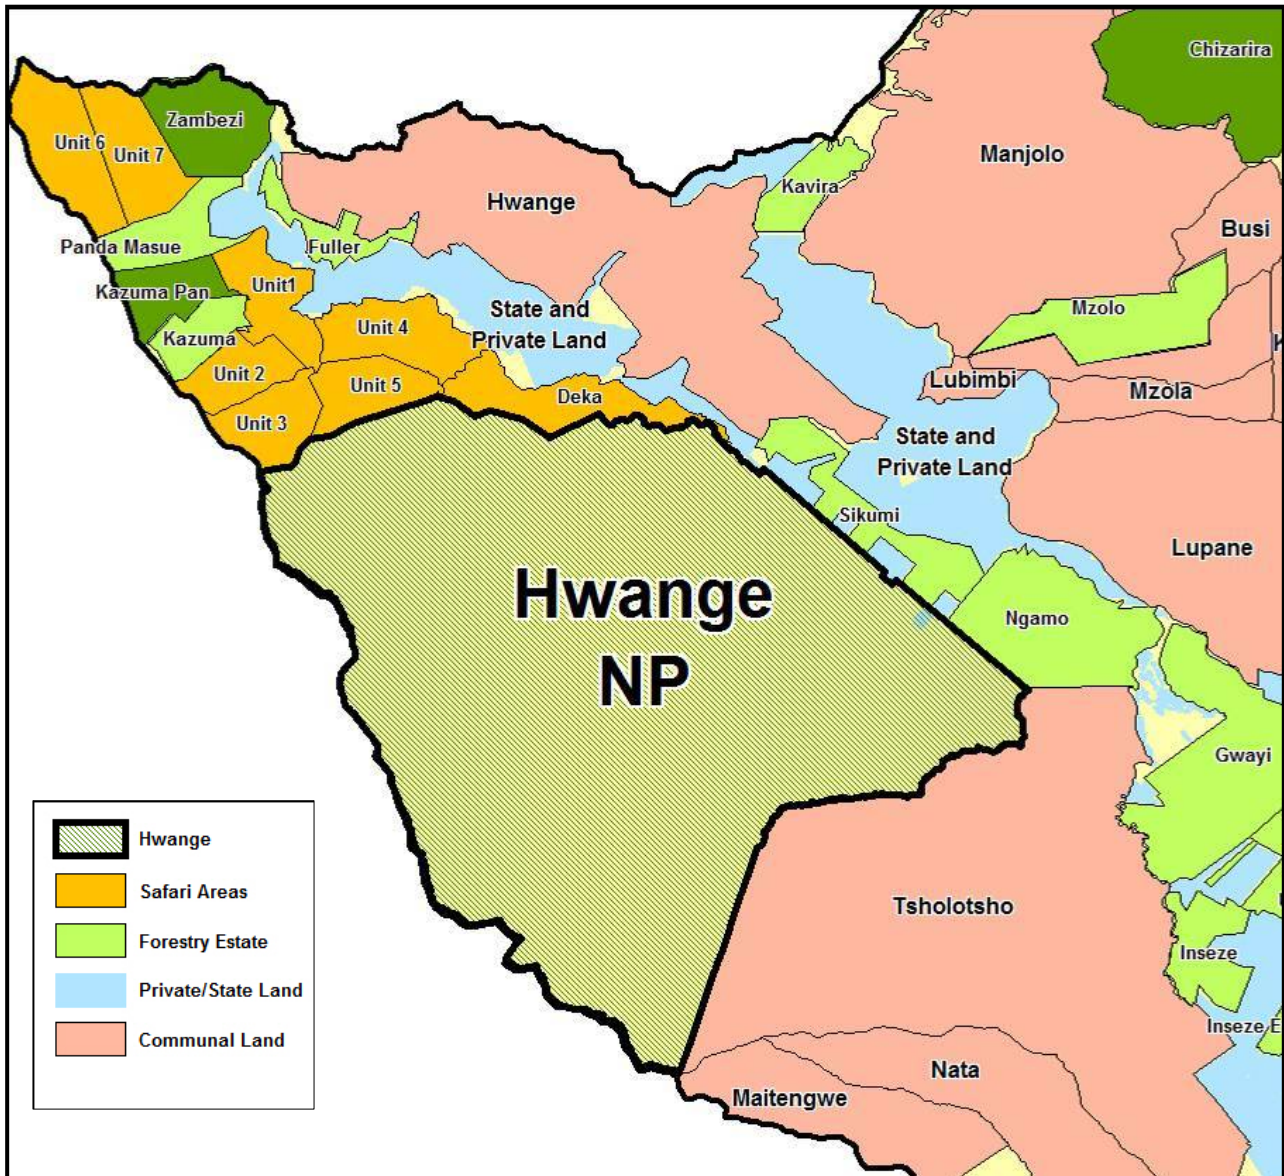 Chizarira
Zambezi
Unit 6
Unit 7
Manjolo
Kavira
Hwange
Busi
Panda Masue
Fuller
Unit1
Kazuma Pan
State and
Private Land
Mzolo
Unit 4
Kazuma
Unit 2
Unit 5
Lubimbi
Mzola
Deka
Unit 3
State and
Private Land
Sikumi
Lupane
Hwange
NP
Ngamo
Gwayi
Hwange
Safari Areas
Forestry Estate
Private/State Land
Communal Land
Tsholotsho
Inseze
Inseze E
Nata
Maitengwe